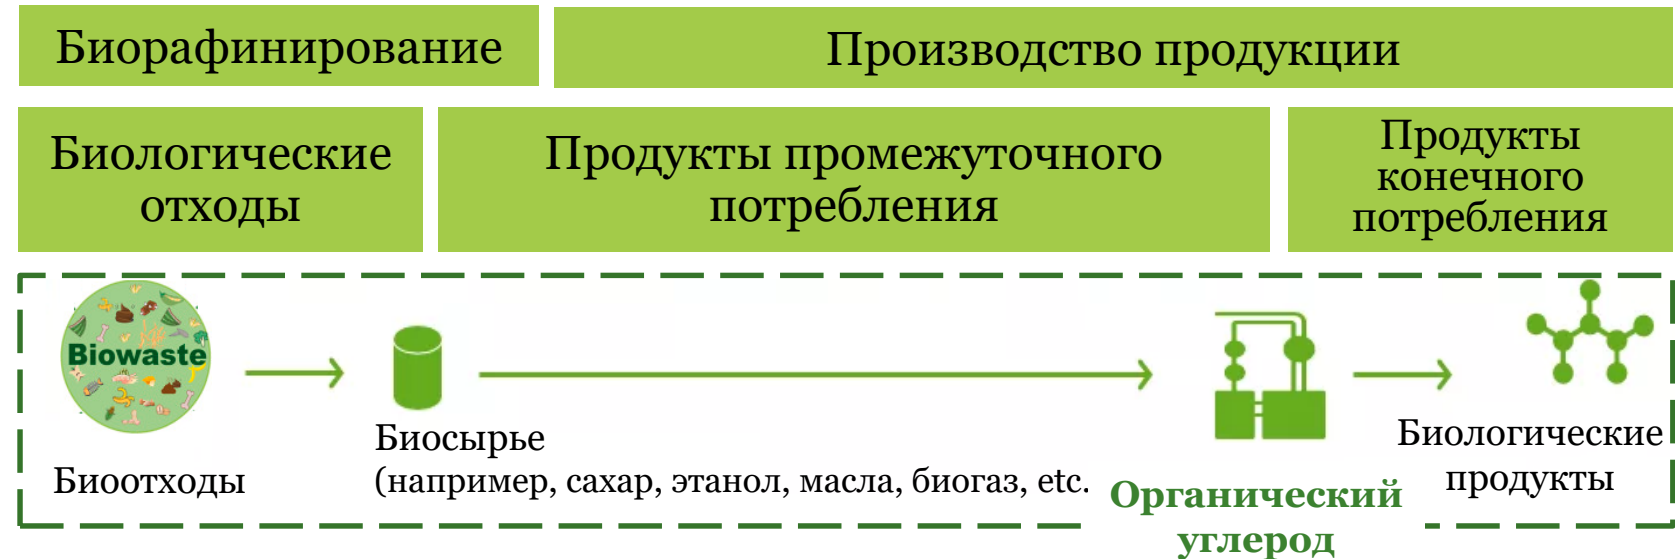 Биорафинирование
Производство продукции
Биологические
отходы
Продукты промежуточного
потребления
Продукты
конечного
потребления
Biowaste
Биоотходы
Биосырье
(например, сахар, этанол, масла, биогаз, etc.
Органический
углерод
Биологические
продукты